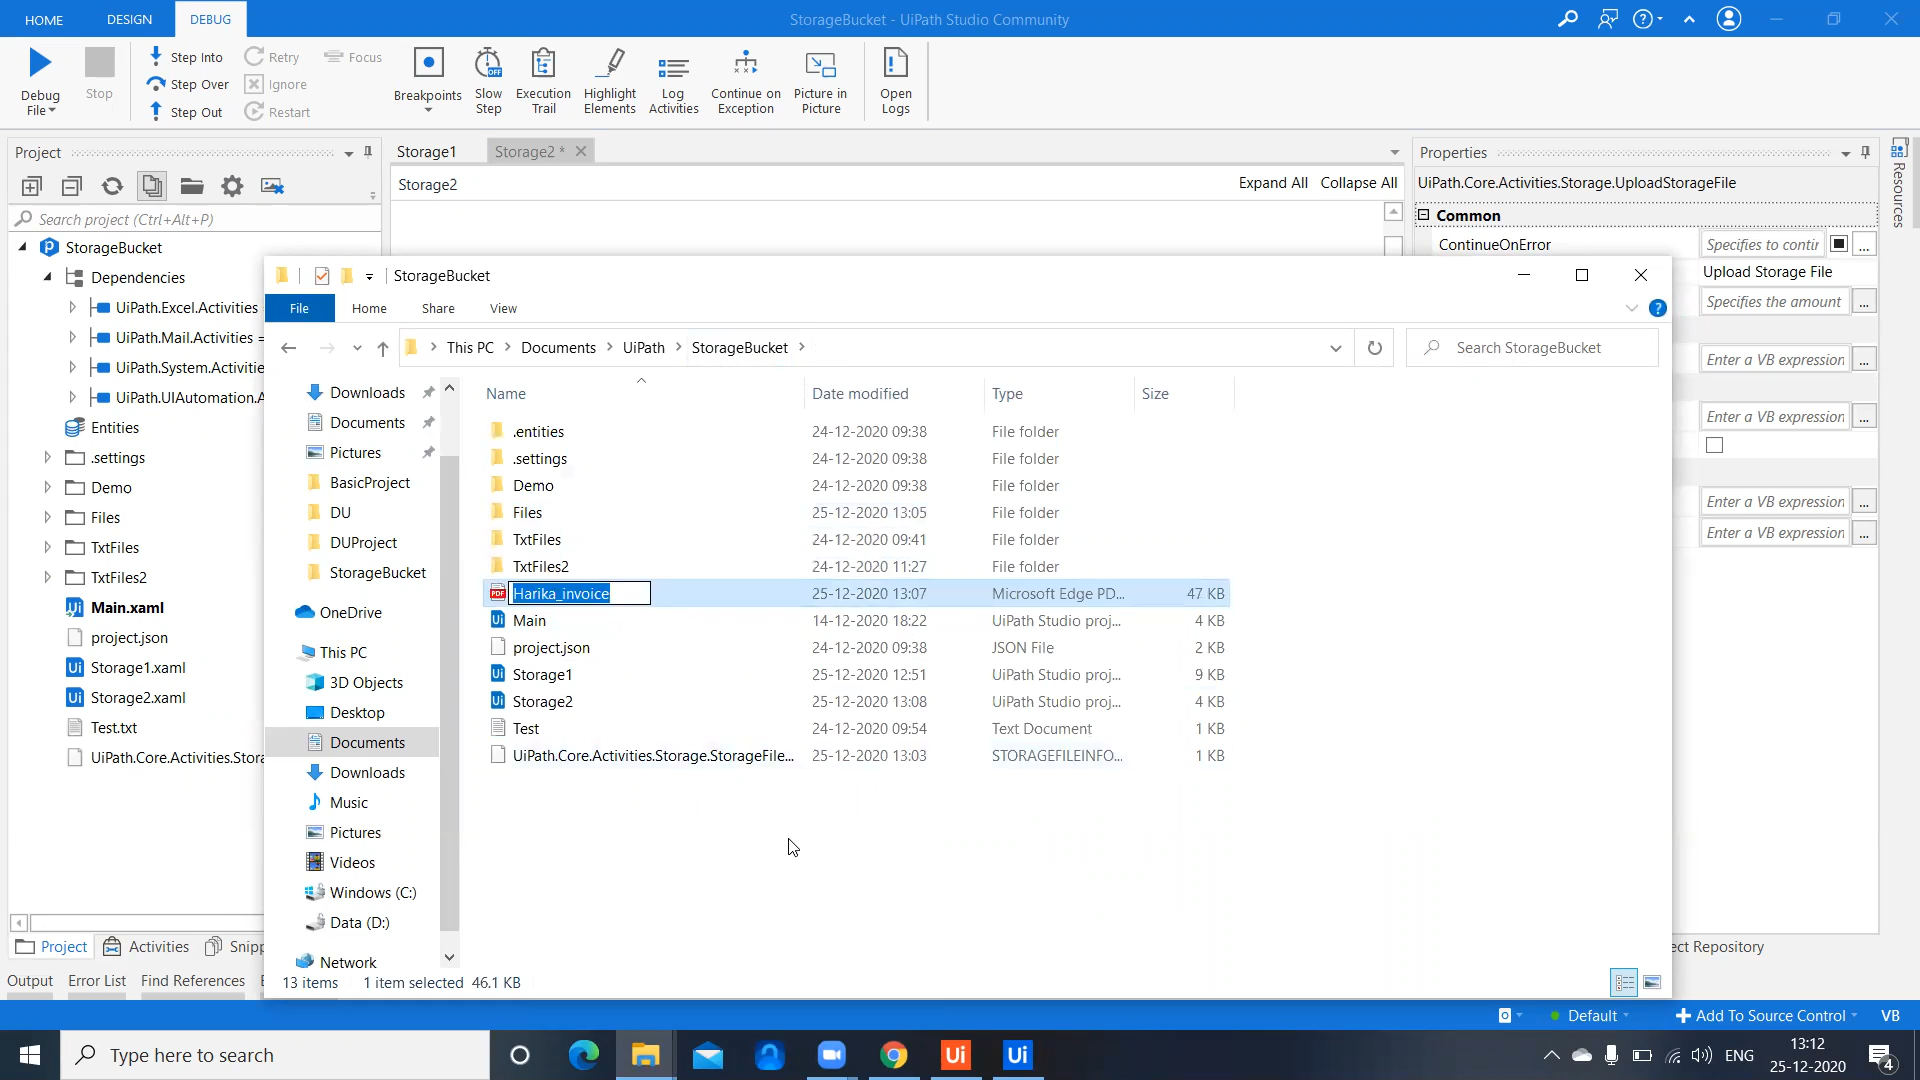 HOME DESIGN DEBUG StorageBucket - UiPath Studio Community
Debug File Stop
Step Into Retry Focus
Step Over Ignore
Step Out Restart
Breakpoints Slow Step Execution Trail Highlight Elements Log Activities Continue on Exception Picture in Picture Open Logs
Project Storage1 Storage2 * Properties
Storage2 Expand All Collapse All UiPath.Core.Activities.Storage.UploadStorageFile
Resources
Search project (Ctrl+Alt+P)
StorageBucket
Dependencies
UiPath.Excel.Activities
UiPath.Mail.Activities =
UiPath.System.Activitie
UiPath.UIAutomation.A
Entities
.settings
Demo
Files
TxtFiles
TxtFiles2
Main.xaml
project.json
Storage1.xaml
Storage2.xaml
Test.txt
UiPath.Core.Activities.Stora
Common
ContinueOnError Specifies to contir ...
Upload Storage File
Specifies the amount ...
Enter a VB expression ...
Enter a VB expression ...
Enter a VB expression ...
Enter a VB expression ...
StorageBucket
File Home Share View
This PC > Documents > UiPath > StorageBucket > Search StorageBucket
Downloads
Documents
Pictures
BasicProject
DU
DUProject
StorageBucket
OneDrive
This PC
3D Objects
Desktop
Documents
Downloads
Music
Pictures
Videos
Windows (C:)
Data (D:)
Network
Name Date modified Type Size
.entities 24-12-2020 09:38 File folder
.settings 24-12-2020 09:38 File folder
Demo 24-12-2020 09:38 File folder
Files 25-12-2020 13:05 File folder
TxtFiles 24-12-2020 09:41 File folder
TxtFiles2 24-12-2020 11:27 File folder
PDF Harika_invoice 25-12-2020 13:07 Microsoft Edge PD... 47 KB
Ui Main 14-12-2020 18:22 UiPath Studio proj... 4 KB
project.json 24-12-2020 09:38 JSON File 2 KB
Ui Storage1 25-12-2020 12:51 UiPath Studio proj... 9 KB
Ui Storage2 25-12-2020 13:08 UiPath Studio proj... 4 KB
Test 24-12-2020 09:54 Text Document 1 KB
UiPath.Core.Activities.Storage.StorageFile... 25-12-2020 13:03 STORAGEFILEINFO... 1 KB
13 items 1 item selected 46.1 KB
Project Activities Snipp ect Repository
Output Error List Find References
Default Add To Source Control VB
Type here to search Ui Ui ENG 13:12
25-12-2020 4